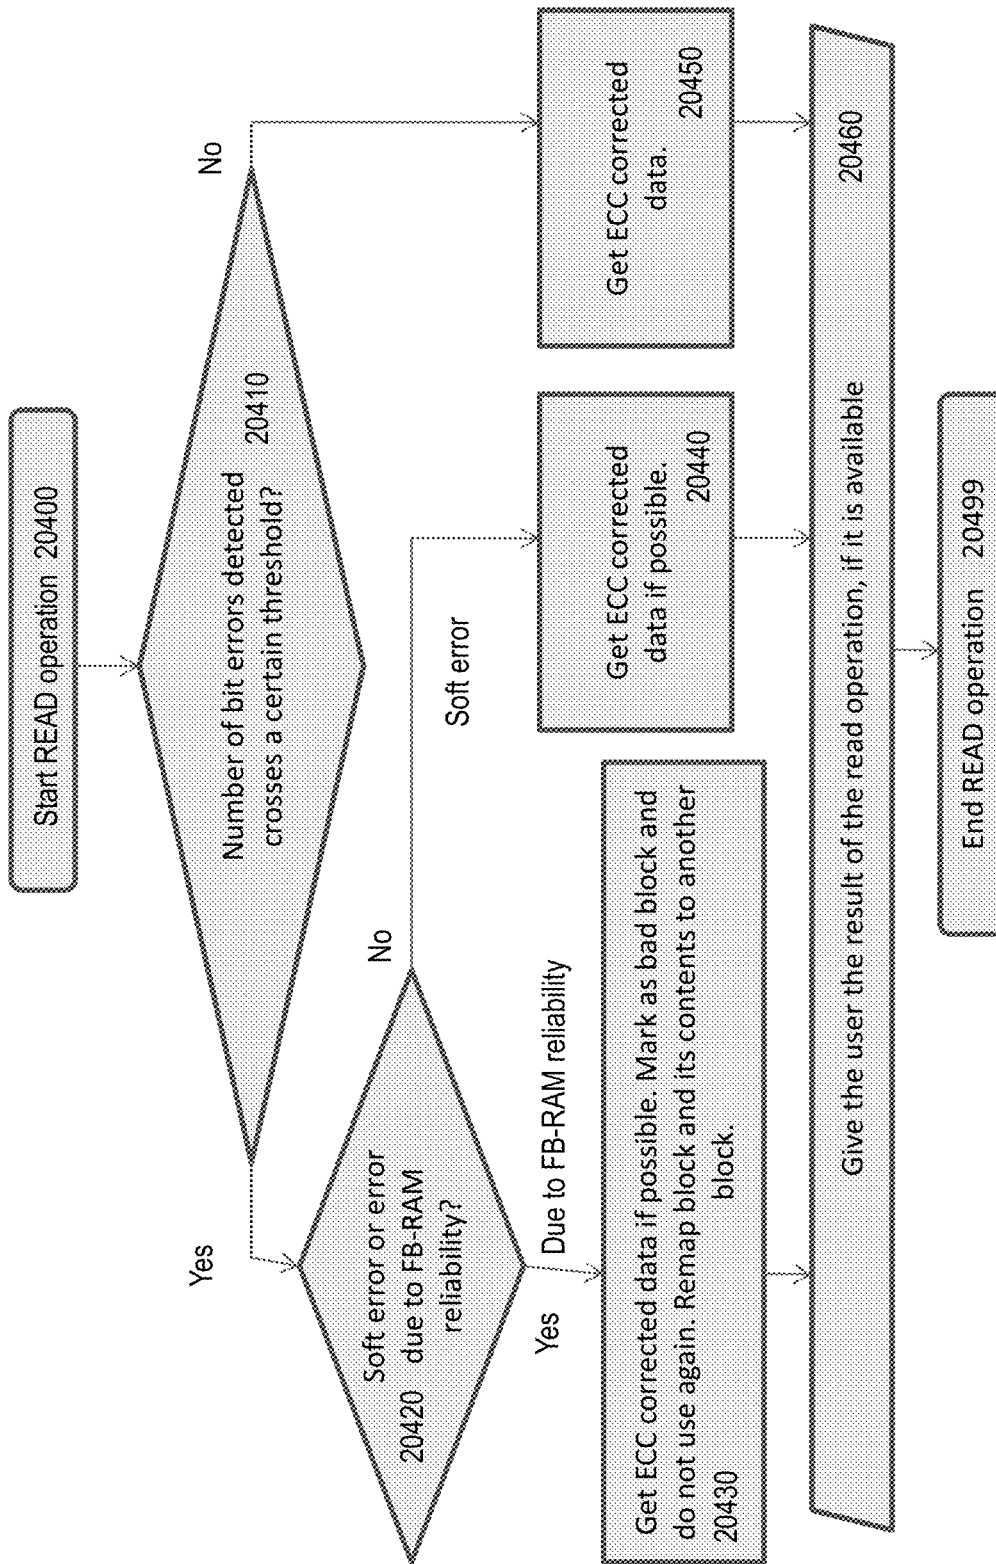 Start READ operation 20400
Number of bit errors detected
crosses a certain threshold?
20410
Yes
No
Soft error or error
20420 due to FB-RAM
reliability?
No
Soft error
Yes
Due to FB-RAM reliability
Get ECC corrected data if possible. Mark as bad block and
do not use again. Remap block and its contents to another
20430
block.
Get ECC corrected
data if possible.
20440
Get ECC corrected
data.
20450
Give the user the result of the read operation, if it is available
20460
End READ operation 20499